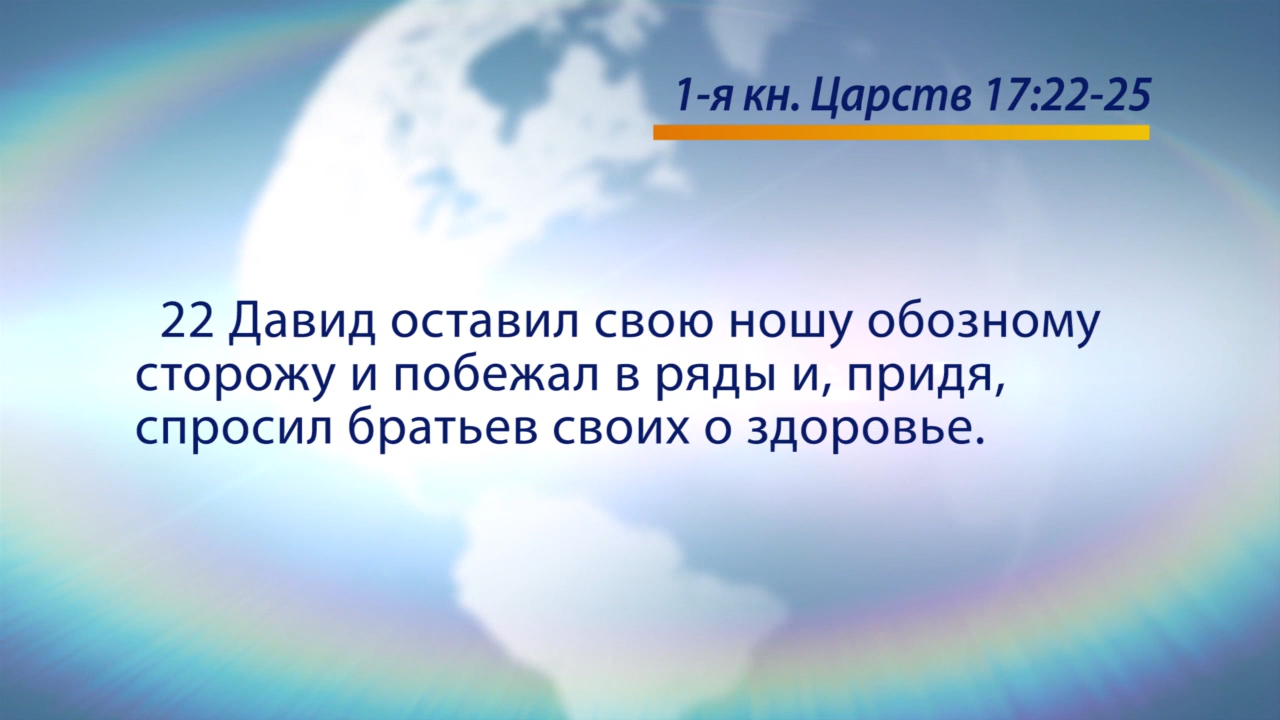 1-я кн. Царств 17:22-25
22 Давид оставил свою ношу обозному
сторожу и побежал в ряды и, придя,
спросил братьев своих о здоровье.